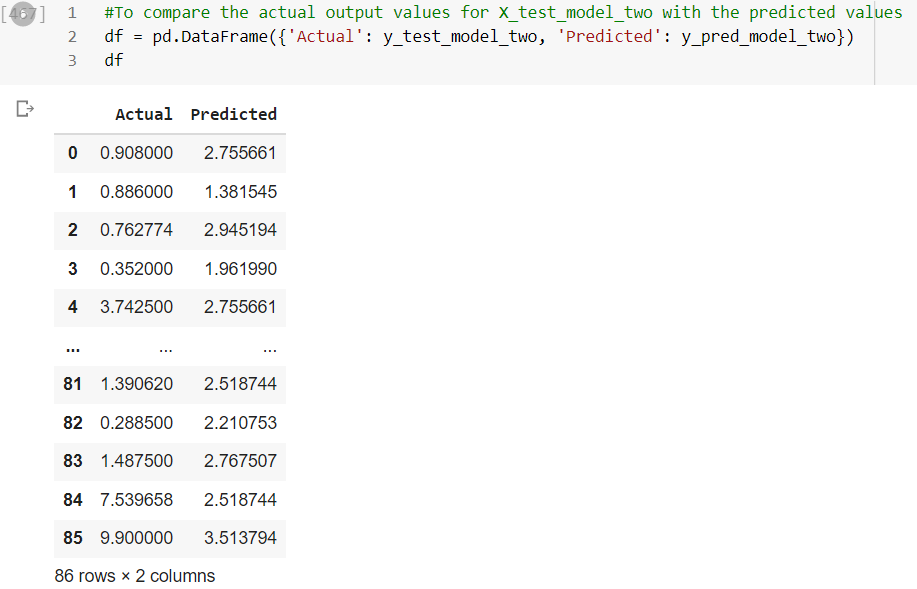 [467] 1 #To compare the actual output values for X_test_model_two with the predicted values
2 df = pd.DataFrame({'Actual': y_test_model_two, 'Predicted': y_pred_model_two})
3 df
Actual Predicted
0 0.908000 2.755661
1 0.886000 1.381545
2 0.762774 2.945194
3 0.352000 1.961990
4 3.742500 2.755661
... ... ...
81 1.390620 2.518744
82 0.288500 2.210753
83 1.487500 2.767507
84 7.539658 2.518744
85 9.900000 3.513794
86 rows × 2 columns